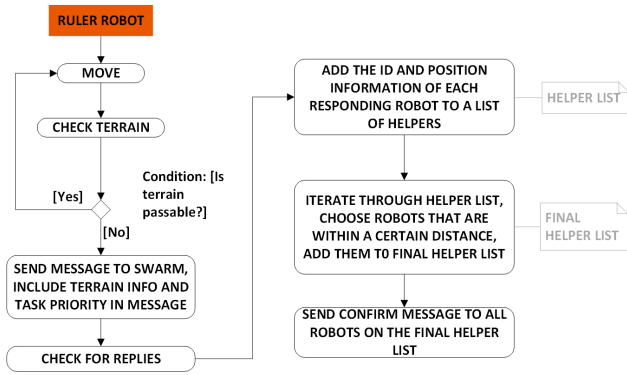 RULER ROBOT
MOVE
CHECK TERRAIN
Condition: [Is
terrain
passable?]
[Yes]
[No]
SEND MESSAGE TO SWARM,
INCLUDE TERRAIN INFO AND
TASK PRIORITY IN MESSAGE
CHECK FOR REPLIES
ADD THE ID AND POSITION
INFORMATION OF EACH
RESPONDING ROBOT TO A LIST
OF HELPERS
HELPER LIST
ITERATE THROUGH HELPER LIST,
CHOOSE ROBOTS THAT ARE
WITHIN A CERTAIN DISTANCE,
ADD THEM T0 FINAL HELPER LIST
FINAL
HELPER LIST
SEND CONFIRM MESSAGE TO ALL
ROBOTS ON THE FINAL HELPER
LIST